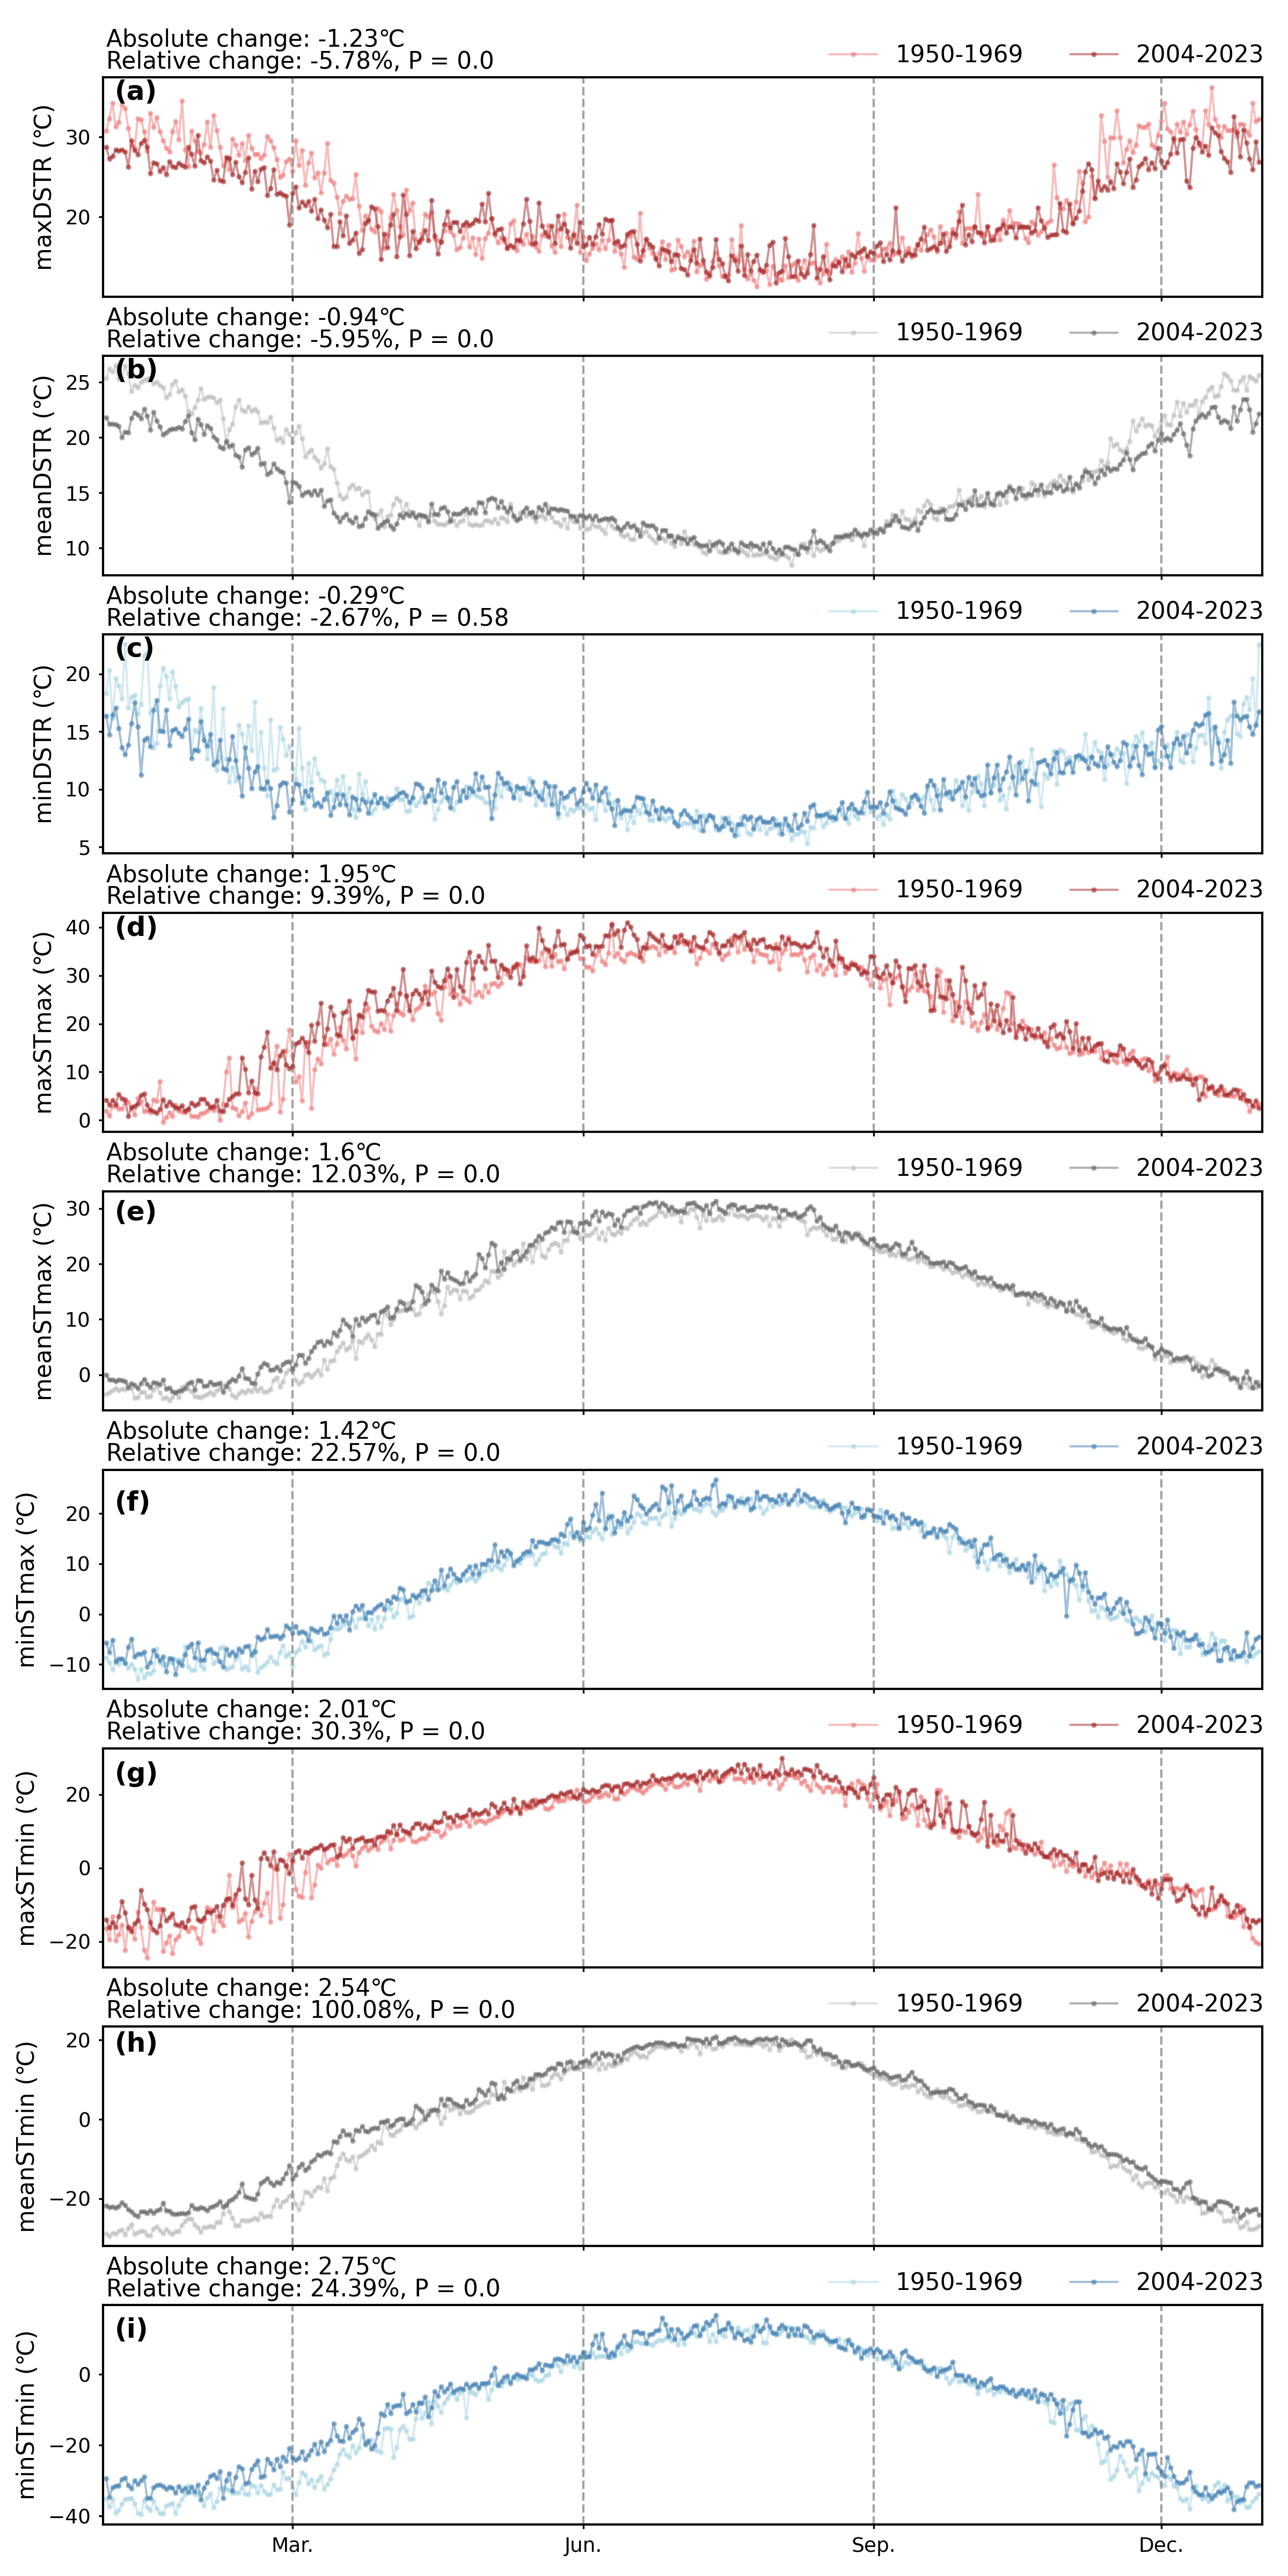 Absolute change: -1.23℃
Relative change: -5.78%, P = 0.0
1950-1969 2004-2023
(a)
maxDSTR (℃)
30
20
Absolute change: -0.94℃
Relative change: -5.95%, P = 0.0
1950-1969 2004-2023
(b)
meanDSTR (℃)
25
20
15
10
Absolute change: -0.29℃
Relative change: -2.67%, P = 0.58
1950-1969 2004-2023
(c)
minDSTR (℃)
20
15
10
5
Absolute change: 1.95℃
Relative change: 9.39%, P = 0.0
1950-1969 2004-2023
(d)
maxSTmax (℃)
40
30
20
10
0
Absolute change: 1.6℃
Relative change: 12.03%, P = 0.0
1950-1969 2004-2023
(e)
meanSTmax (℃)
30
20
10
0
Absolute change: 1.42℃
Relative change: 22.57%, P = 0.0
1950-1969 2004-2023
(f)
minSTmax (℃)
20
10
0
−10
Absolute change: 2.01℃
Relative change: 30.3%, P = 0.0
1950-1969 2004-2023
(g)
maxSTmin (℃)
20
0
−20
Absolute change: 2.54℃
Relative change: 100.08%, P = 0.0
1950-1969 2004-2023
(h)
meanSTmin (℃)
20
0
−20
Absolute change: 2.75℃
Relative change: 24.39%, P = 0.0
1950-1969 2004-2023
(i)
minSTmin (℃)
0
−20
−40
Mar. Jun. Sep. Dec.